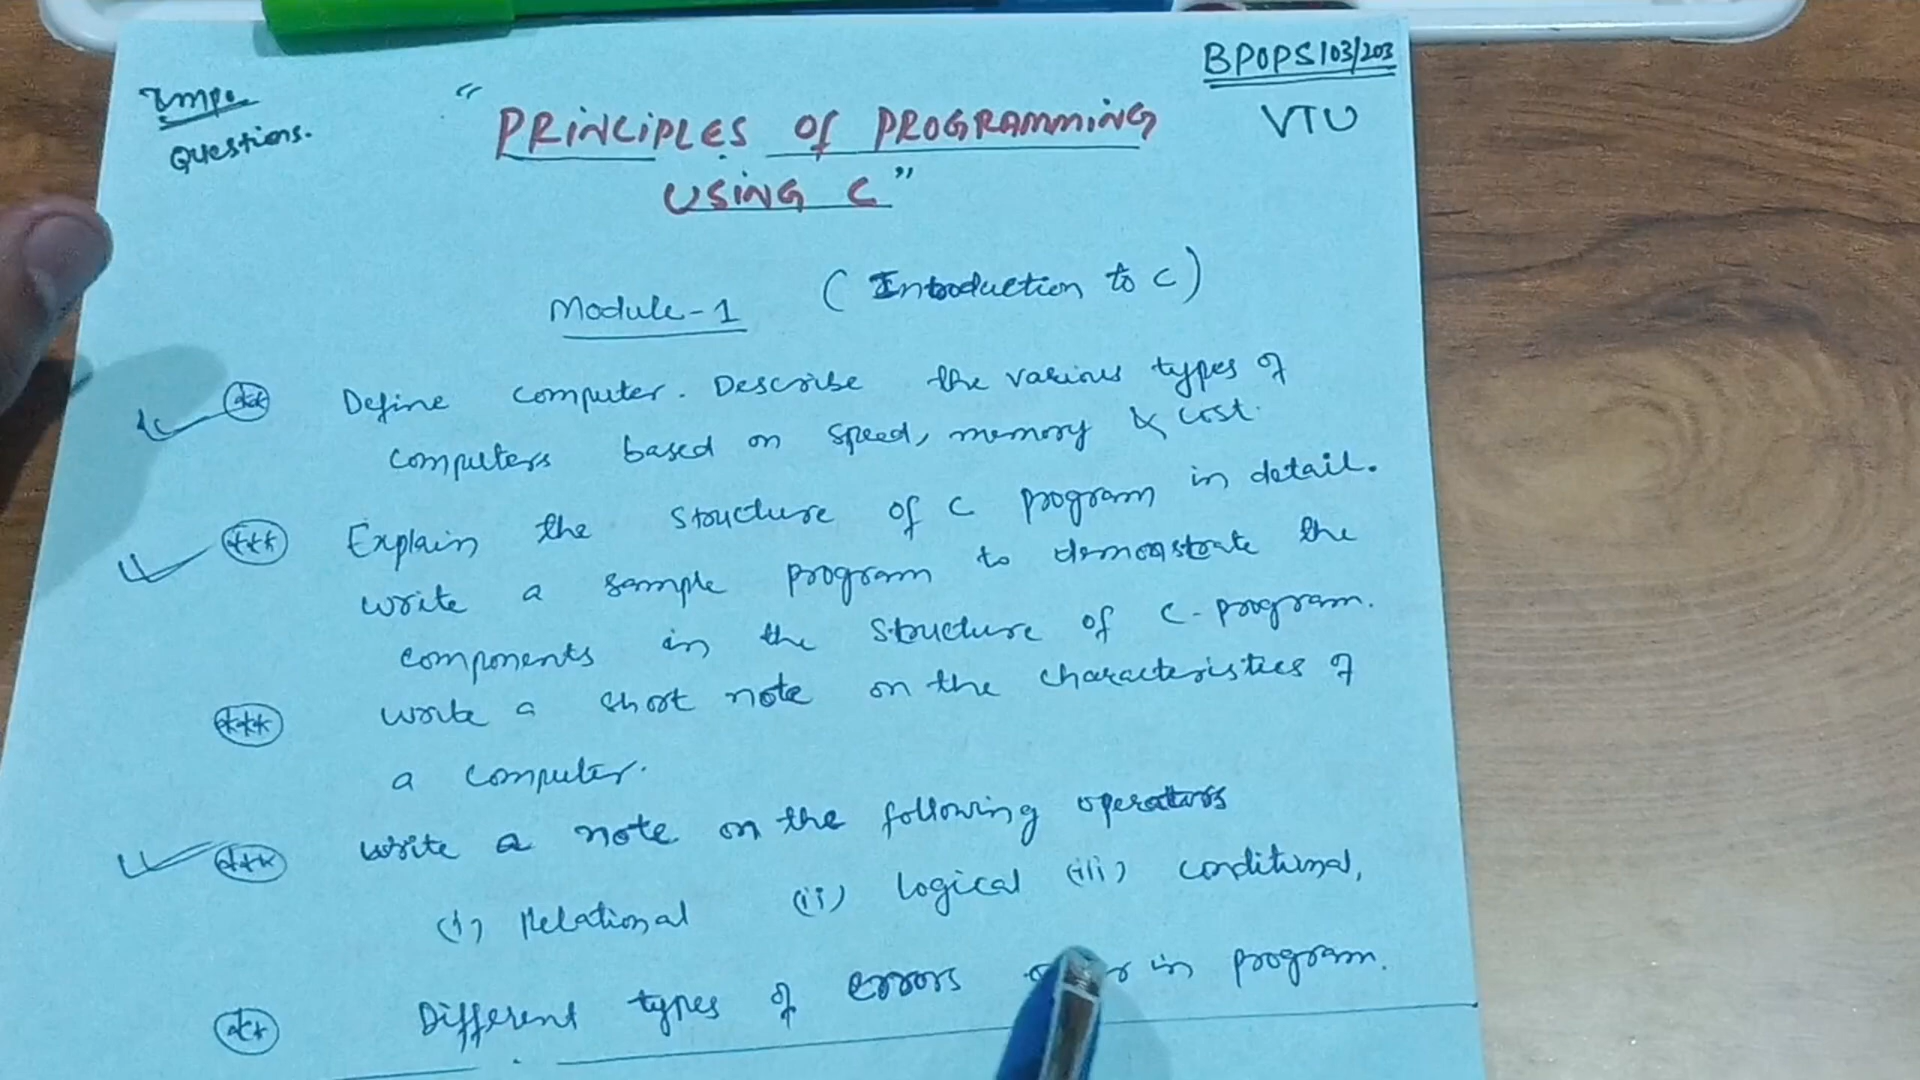 Imp.
Questions.
BPOPS103/203
VTU
"PRINCIPLES OF PROGRAMMING
USING C"
Module-1 (Introduction to C)
** Define computer. Describe the various types of
computers based on speed, memory & cost.
*** Explain the structure of C program in detail.
write a sample program to demonstrate the
components in the structure of C-program.
*** write a short note on the characteristics of
a computer.
*** write a note on the following operators
(i) Relational (ii) Logical (iii) conditional,
** Different types of errors in program.